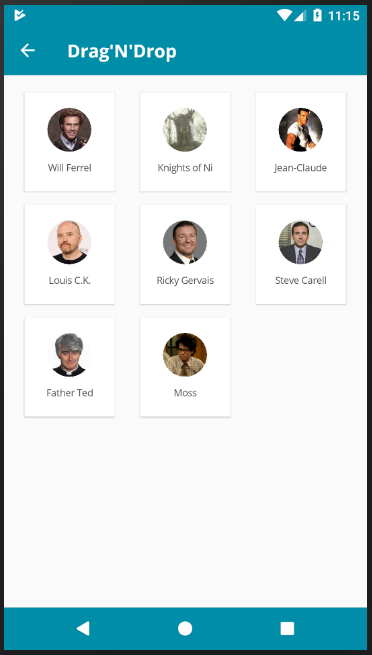 11:15
Drag'N'Drop
Will Ferrel
Knights of Ni
Jean-Claude
Louis C.K.
Ricky Gervais
Steve Carell
Father Ted
Moss